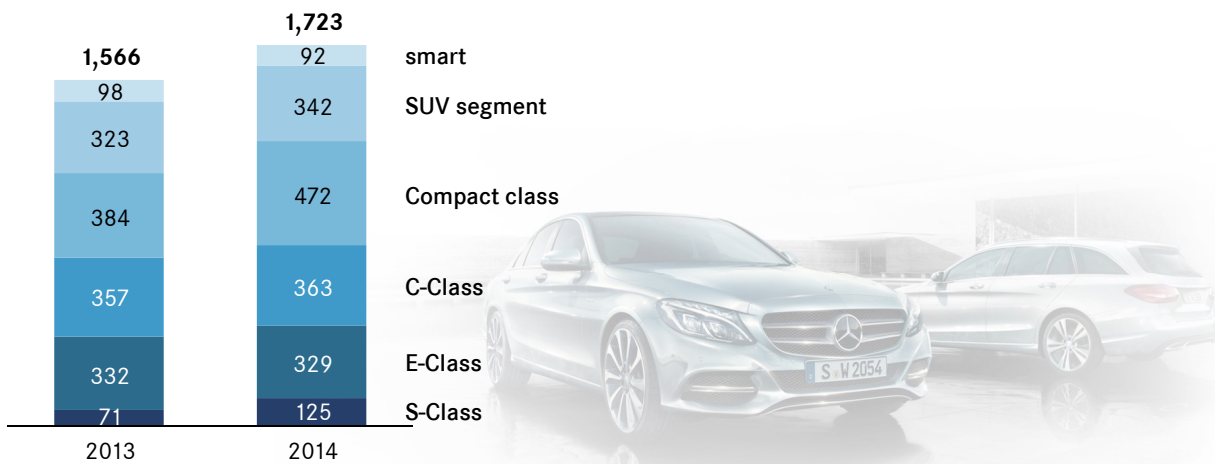 1,723
1,566
92
smart
98
342
SUV segment
323
472
Compact class
384
363
C-Class
357
329
E-Class
332
S W 2054
125
S-Class
71
2013
2014